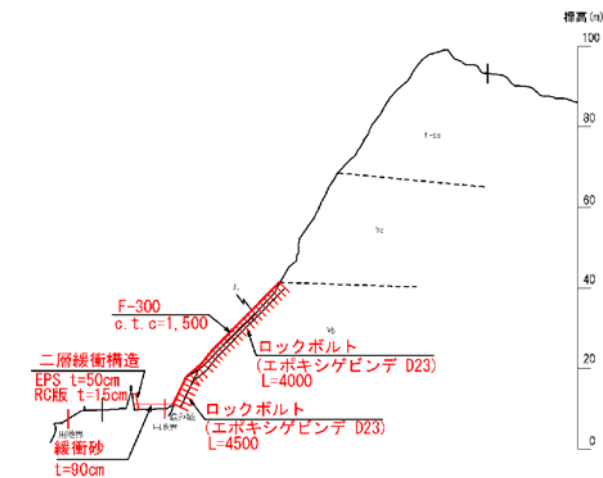 標高(m)
100
80
60
Yc
40
F-300
c.t.c=1,500
ロックボルト
(エポキシゲビンデ D23)
L=4000
20
二層緩衝構造
EPS t=50cm
RC版 t=15cm
ロックボルト
(エポキシゲビンデ D23)
L=4500
0
緩衝砂
t=90cm